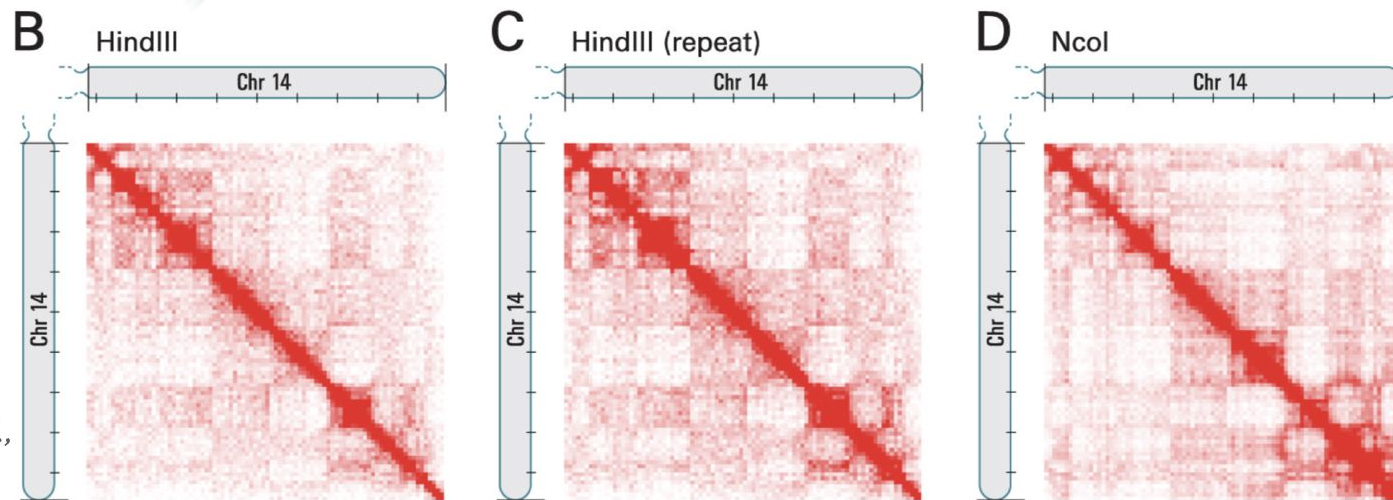 B HindIII
C HindIII (repeat)
D NcoI
Chr 14
Chr 14
Chr 14
Chr 14
Chr 14
Chr 14
.,